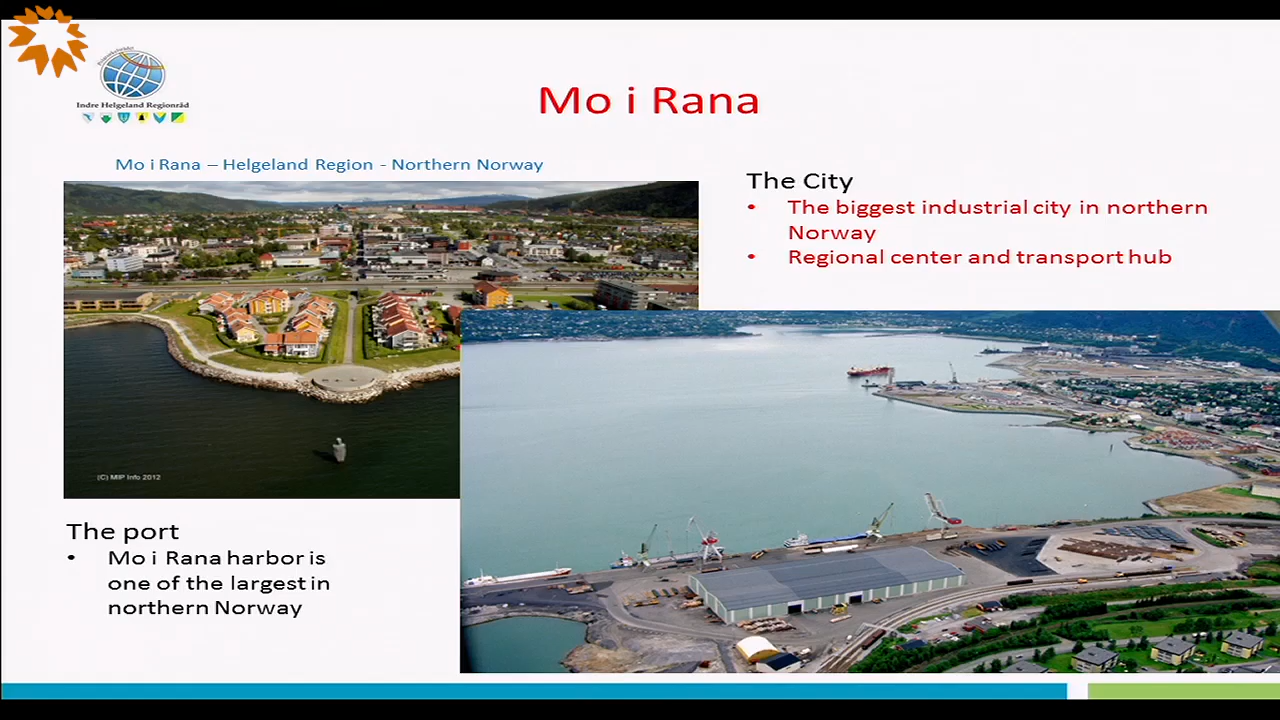 Indre Helgeland Regionråd
Mo i Rana
Mo i Rana – Helgeland Region - Northern Norway
The City
• The biggest industrial city in northern
Norway
• Regional center and transport hub
(C) MIP Info 2012
The port
• Mo i Rana harbor is
one of the largest in
northern Norway